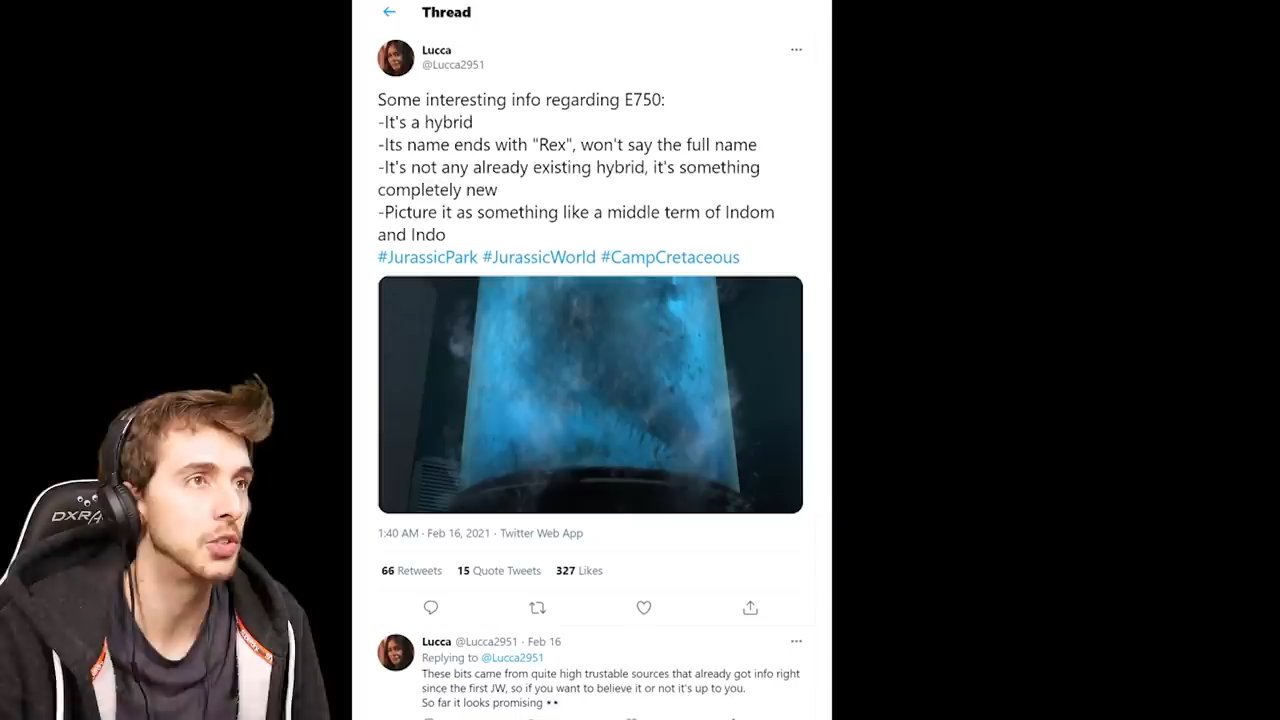 Thread
Lucca
@Lucca2951
Some interesting info regarding E750:
-It's a hybrid
-Its name ends with "Rex", won't say the full name
-It's not any already existing hybrid, it's something
completely new
-Picture it as something like a middle term of Indom
and Indo
#JurassicPark #JurassicWorld #CampCretaceous
1:40 AM · Feb 16, 2021 · Twitter Web App
66 Retweets 15 Quote Tweets 327 Likes
Lucca @Lucca2951 · Feb 16
Replying to @Lucca2951
These bits came from quite high trustable sources that already got info right
since the first JW, so if you want to believe it or not it's up to you.
So far it looks promising 👀